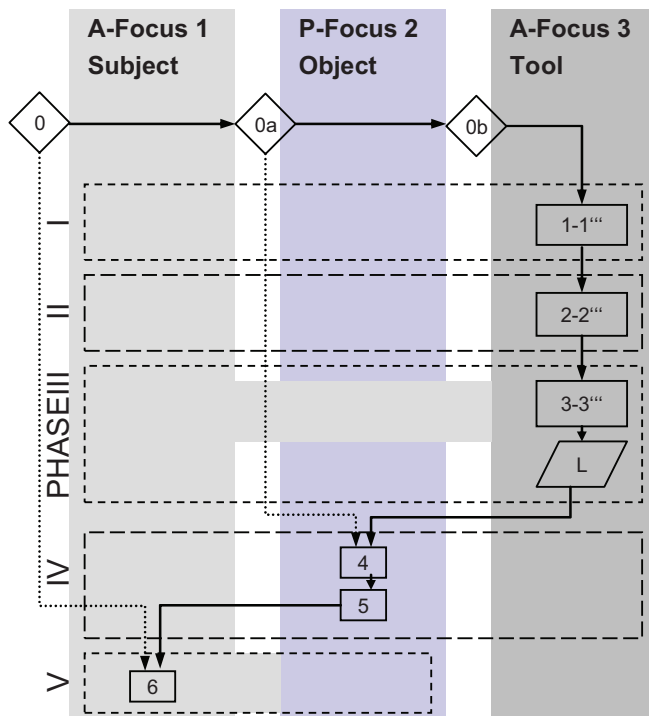 A-Focus 1
Subject
P-Focus 2
Object
A-Focus 3
Tool
0
0a
0b
I
1-1‘‘‘
II
2-2‘‘‘
PHASEIII
3-3‘‘‘
L
IV
4
5
V
6